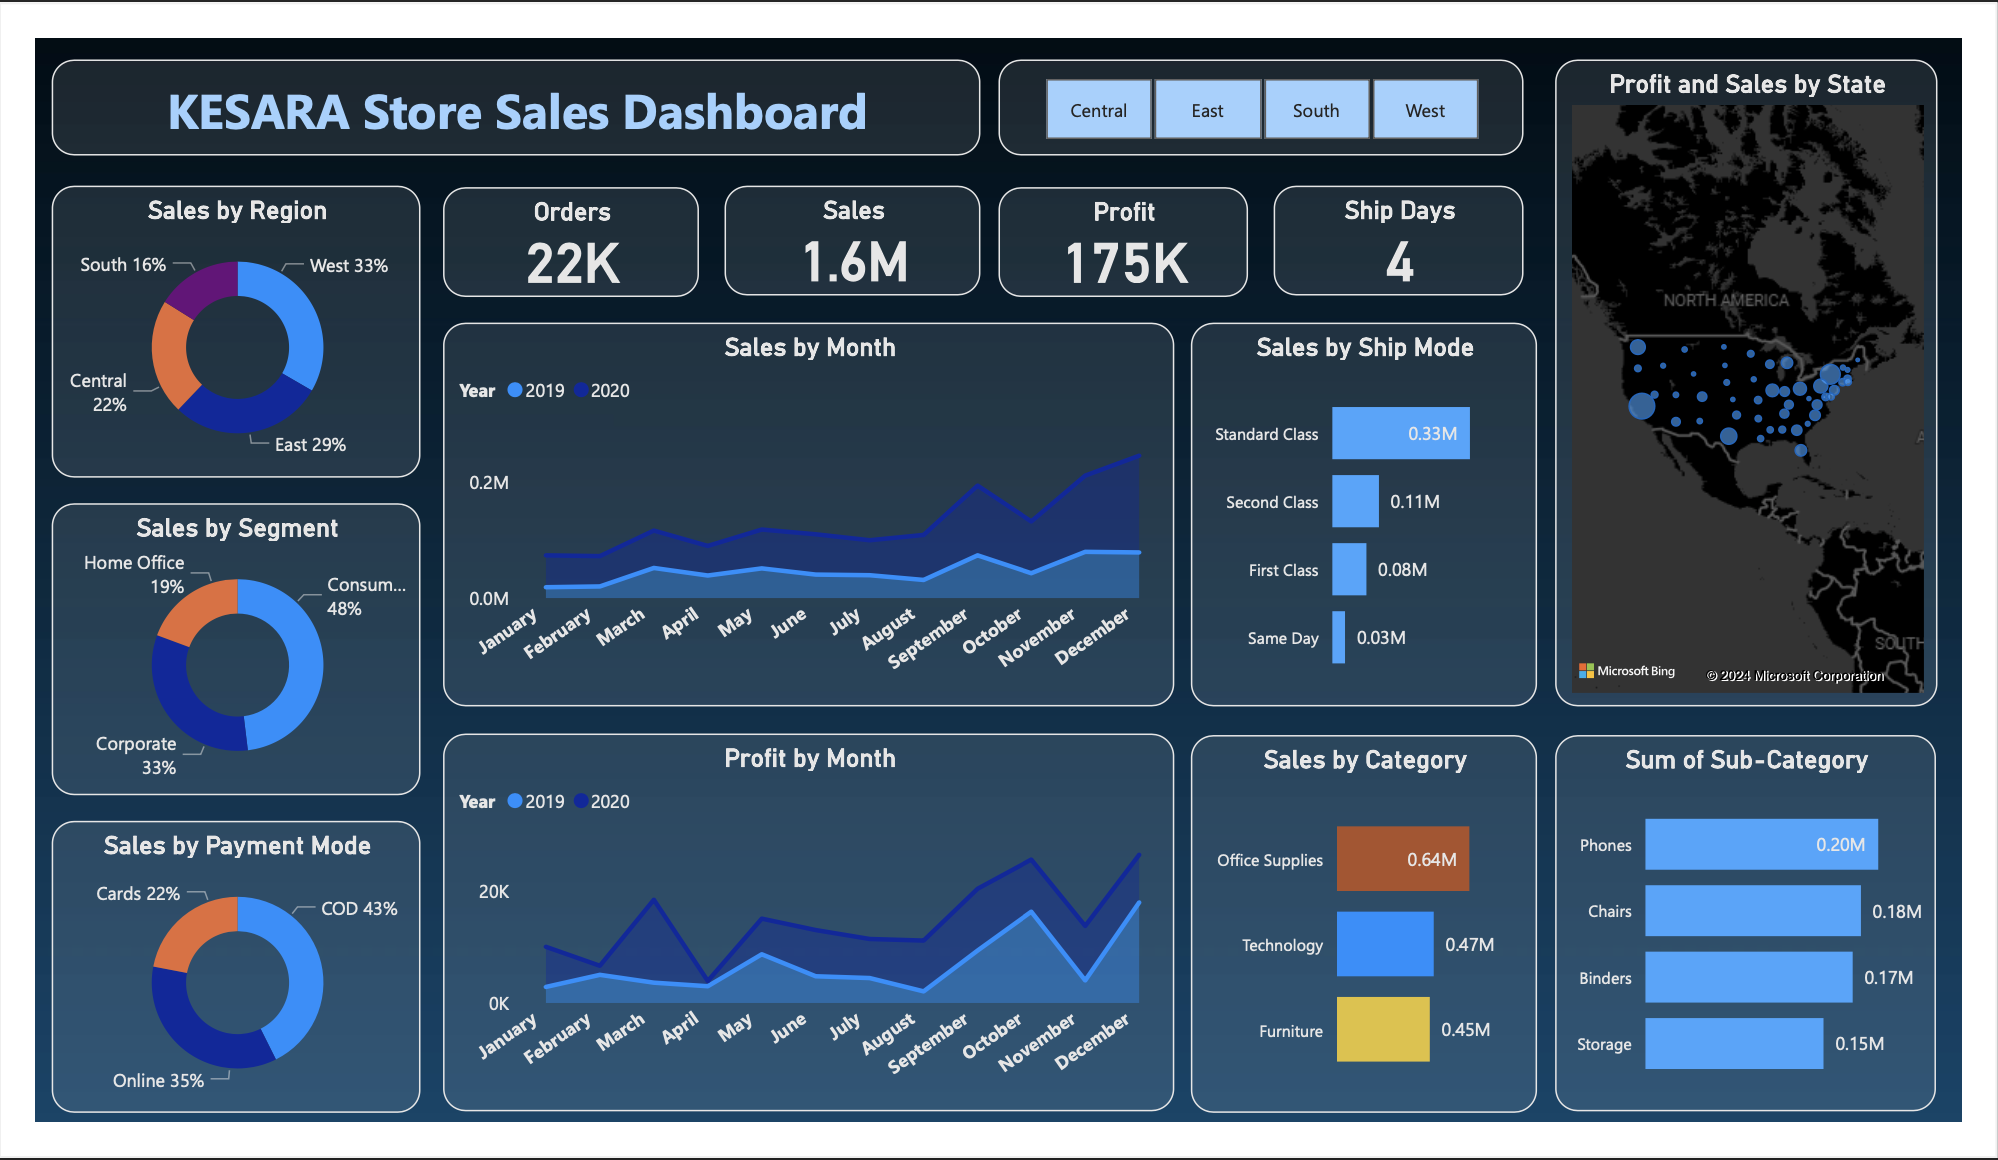 KESARA Store Sales Dashboard
Central
East
South
West
Profit and Sales by State
NORTH AMERICA
SOUTH
Microsoft Bing
© 2024 Microsoft Corporation
Sales by Region
South 16%
West 33%
Central
22%
East 29%
Orders
22K
Sales
1.6M
Profit
175K
Ship Days
4
Sales by Month
Year 2019 2020
0.2M
0.0M
January
February
March
April
May
June
July
August
September
October
November
December
Sales by Ship Mode
Standard Class 0.33M
Second Class 0.11M
First Class 0.08M
Same Day 0.03M
Sales by Segment
Home Office
19%
Consum...
48%
Corporate
33%
Sales by Payment Mode
Cards 22%
COD 43%
Online 35%
Profit by Month
Year 2019 2020
20K
0K
January
February
March
April
May
June
July
August
September
October
November
December
Sales by Category
Office Supplies 0.64M
Technology 0.47M
Furniture 0.45M
Sum of Sub-Category
Phones 0.20M
Chairs 0.18M
Binders 0.17M
Storage 0.15M